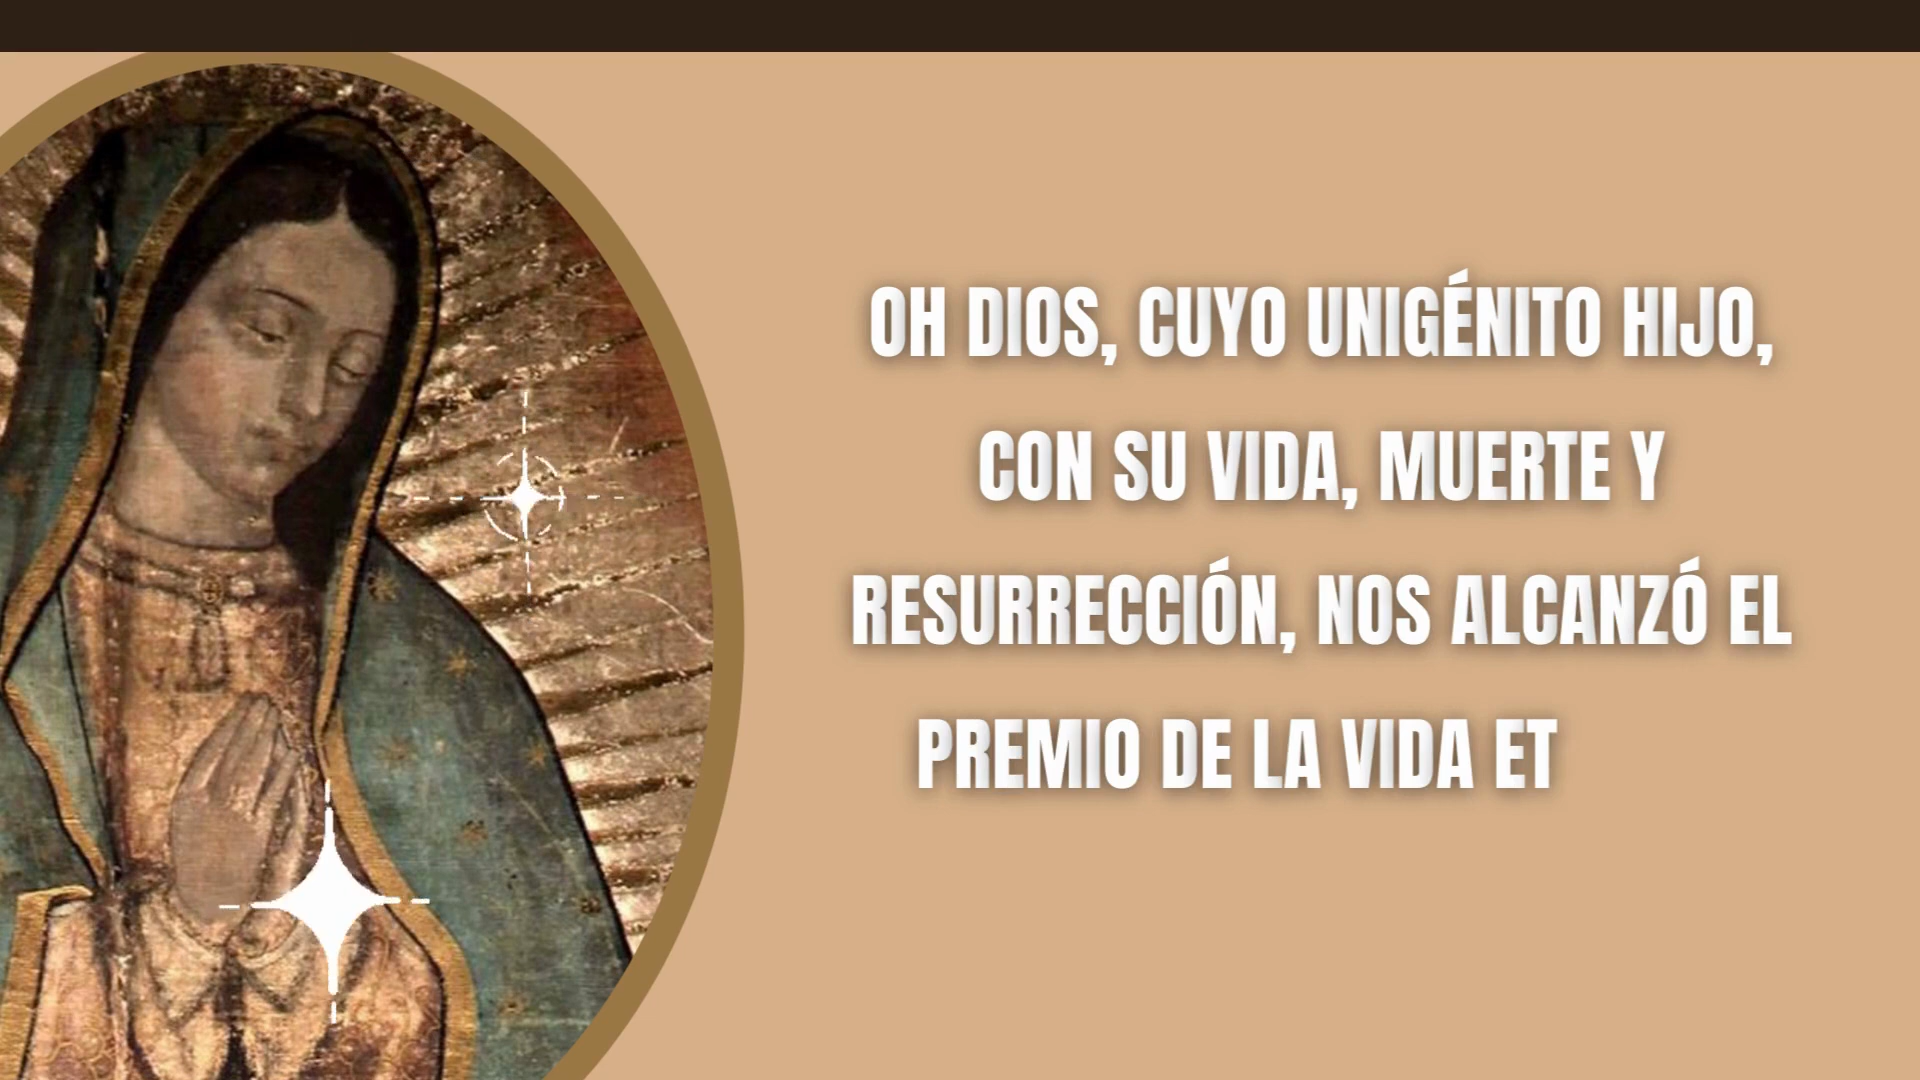 OH DIOS, CUYO UNIGÉNITO HIJO,
CON SU VIDA, MUERTE Y
RESURRECCIÓN, NOS ALCANZÓ EL
PREMIO DE LA VIDA ET